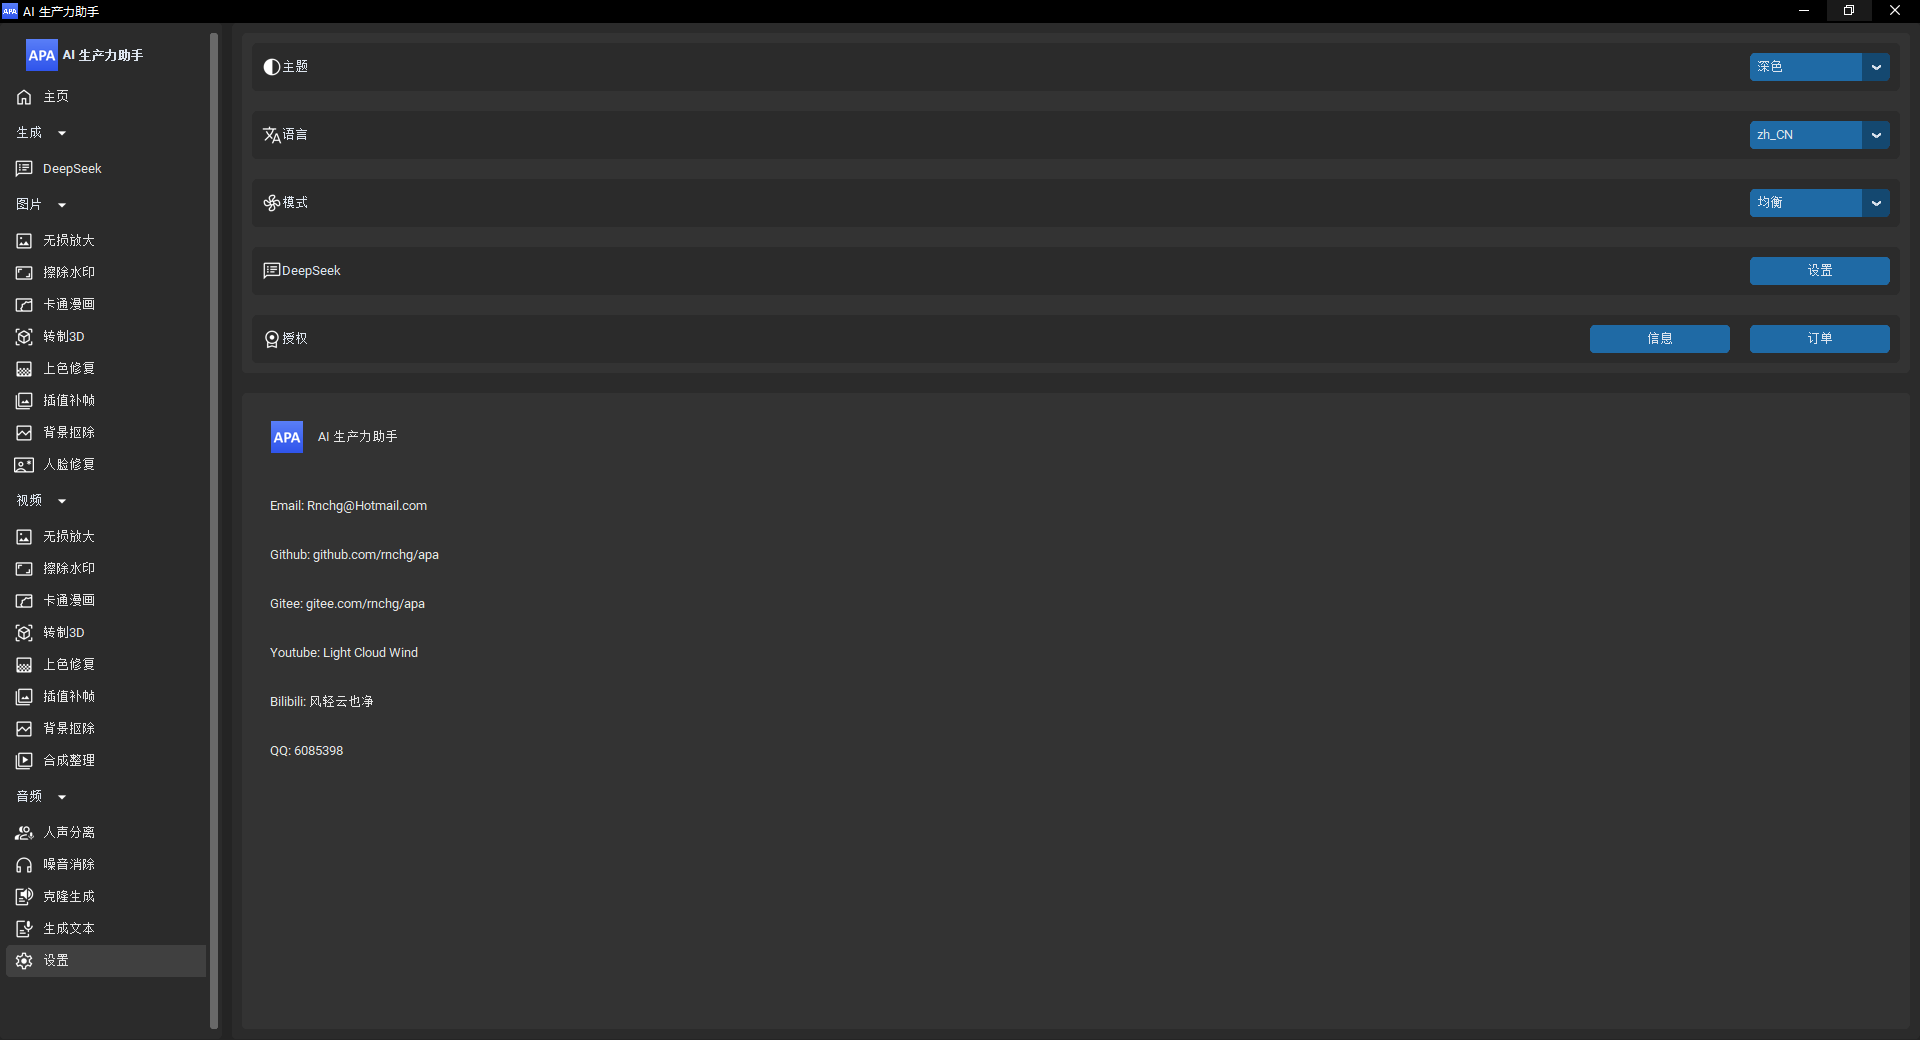 APA AI 生产力助手
APA AI 生产力助手
主页
生成
DeepSeek
图片
无损放大
擦除水印
卡通漫画
转制3D
上色修复
插值补帧
背景抠除
人脸修复
视频
无损放大
擦除水印
卡通漫画
转制3D
上色修复
插值补帧
背景抠除
合成整理
音频
人声分离
噪音消除
克隆生成
生成文本
设置
主题 深色
语言 zh_CN
模式 均衡
DeepSeek 设置
授权 信息 订单
APA AI 生产力助手
Email: Rnchg@Hotmail.com
Github: github.com/rnchg/apa
Gitee: gitee.com/rnchg/apa
Youtube: Light Cloud Wind
Bilibili: 风轻云也净
QQ: 6085398